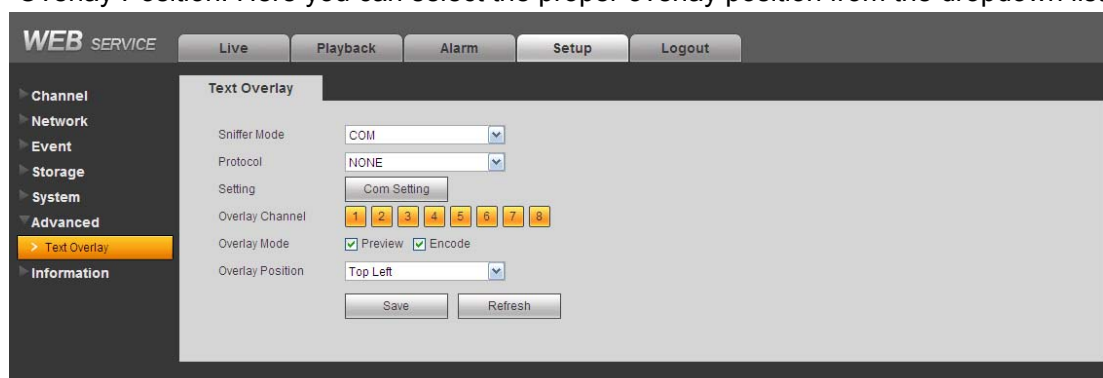 Overlay Position: Here you can select the proper overlay position from the dropdown list
WEB SERVICE
Live Playback Alarm Setup Logout
Channel
Network
Event
Storage
System
Advanced
> Text Overlay
Information
Text Overlay
Sniffer Mode COM
Protocol NONE
Setting Com Setting
Overlay Channel 1 2 3 4 5 6 7 8
Overlay Mode Preview Encode
Overlay Position Top Left
Save Refresh